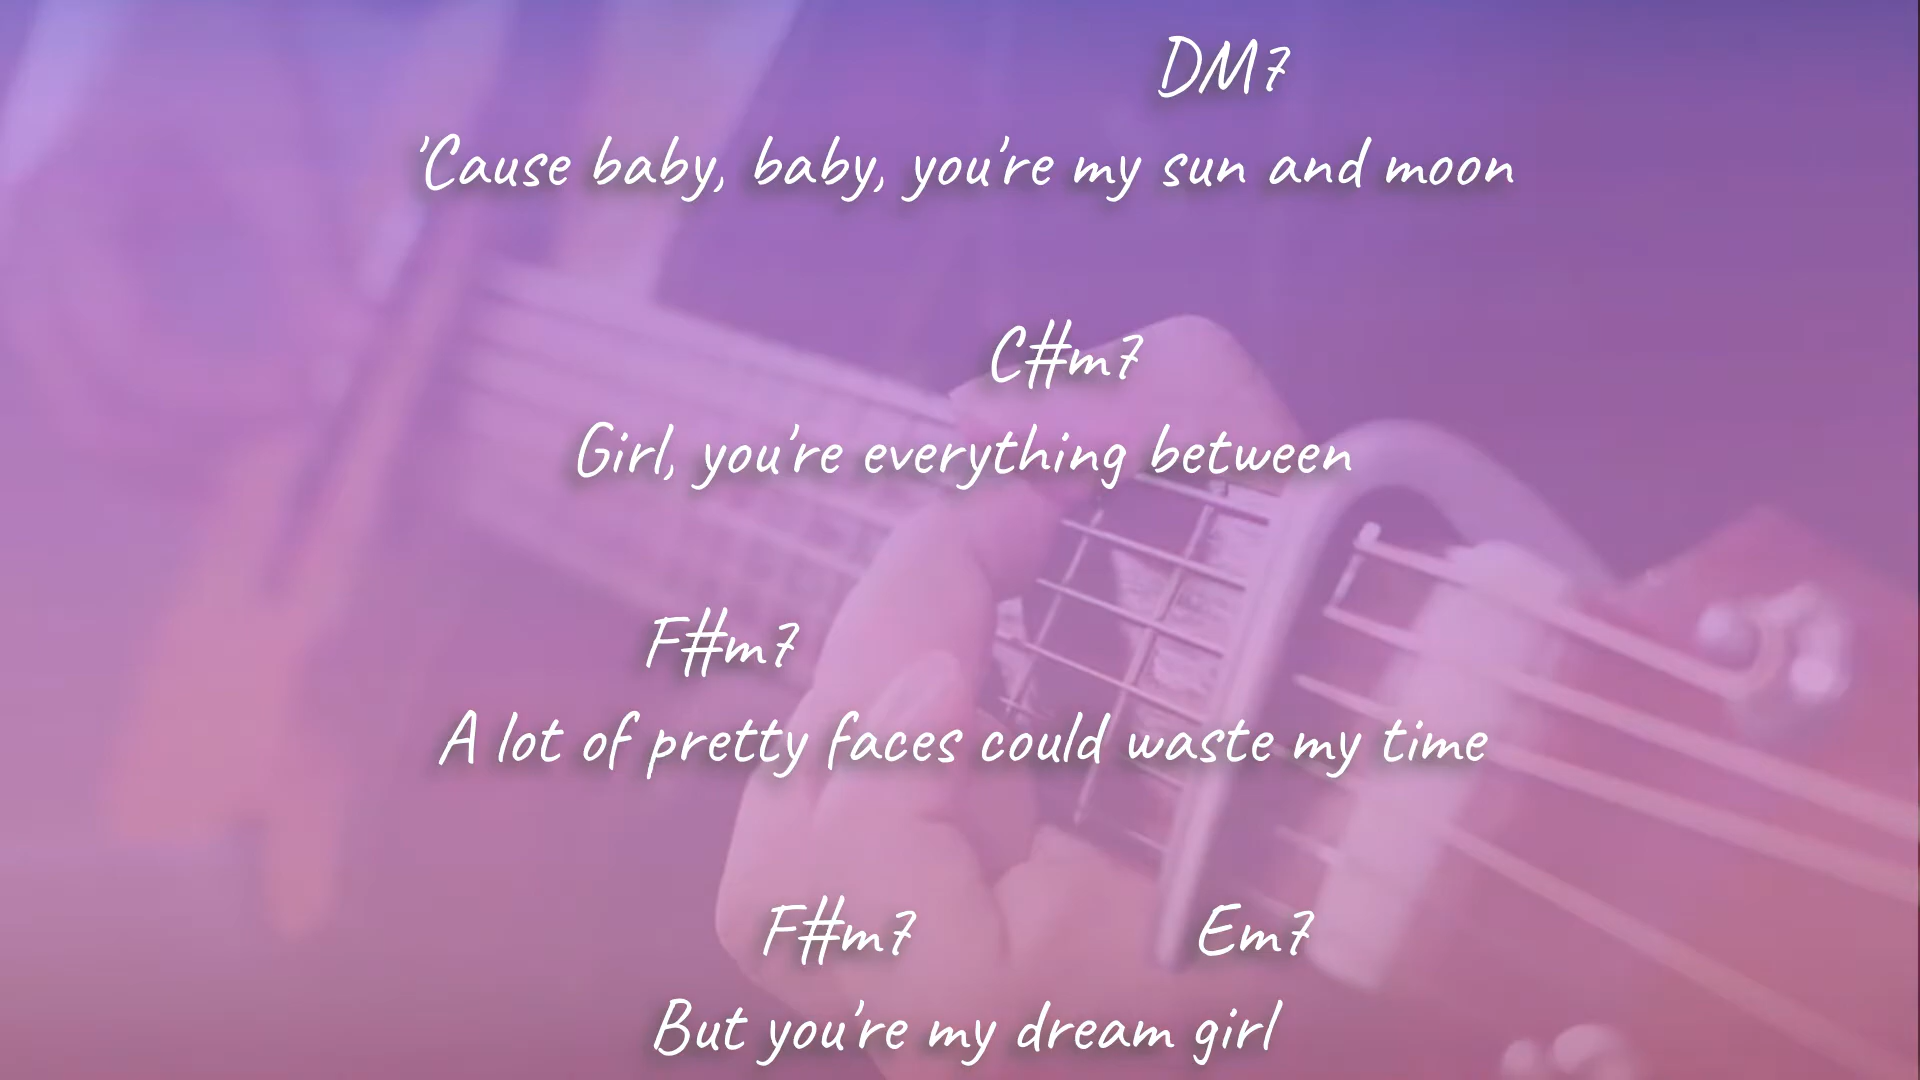 DM7
'Cause baby, baby, you're my sun and moon
C#m7
Girl, you're everything between
F#m7
A lot of pretty faces could waste my time
F#m7 Em7
But you're my dream girl